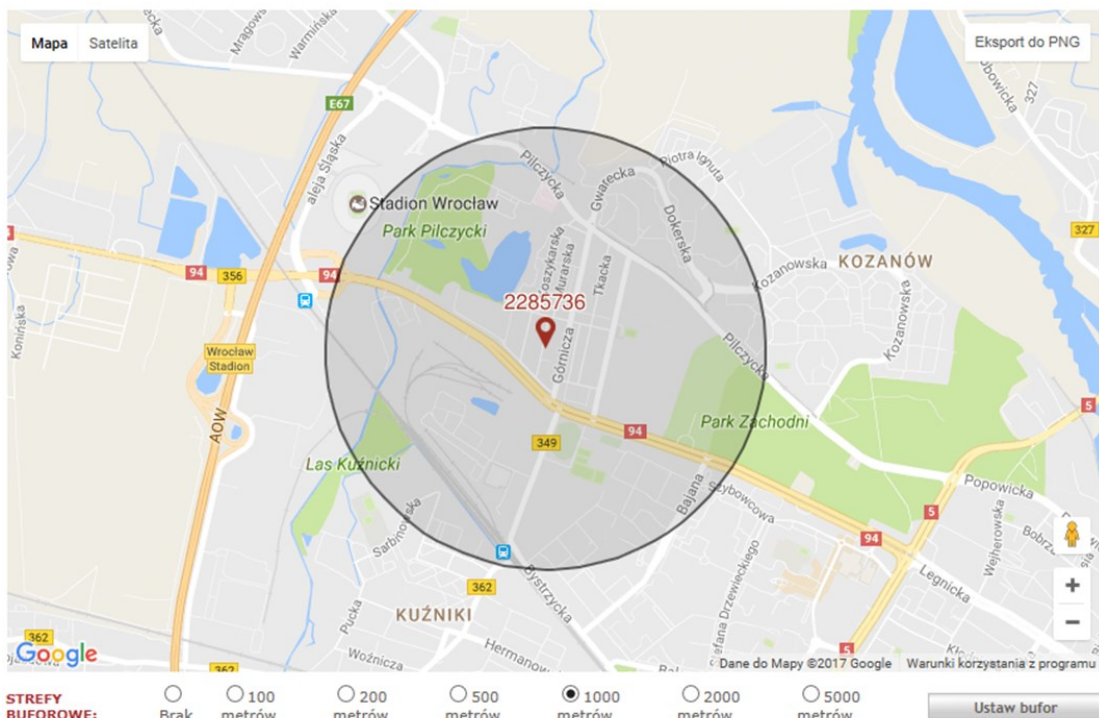 Mapa
Satelita
Eksport do PNG
Mrągowska
Warmińska
E67
aleja Śląska
Stadion Wrocław
Park Pilczycki
Pilczycka
Gwarecka
Piotra Ignuta
Dokerska
327
327
KOZANÓW
Kozanowska
Kozanowska
94
356
94
Konińska
Wrocław
Stadion
AOW
Murarska
Tkacka
2285736
Górnicza
Pilczycka
349
94
Park Zachodni
5
Las Kuźnicki
Sarbinowska
Bajana
Szybowcowa
Popowicka
5
94
Wejherowska
Legnicka
362
Bystrzycka
KUŹNIKI
Pucka
Woźnicza
362
362
5
Google
Dane do Mapy ©2017 Google
Warunki korzystania z programu
STREFY
BUFOROWE:
Brak
100
metrów
200
metrów
500
metrów
1000
metrów
2000
metrów
5000
metrów
Ustaw bufor